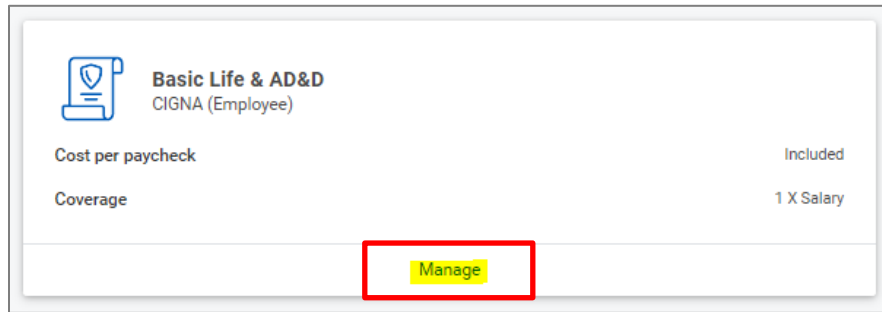 Basic Life & AD&D
CIGNA (Employee)
Cost per paycheck Included
Coverage 1 X Salary
Manage